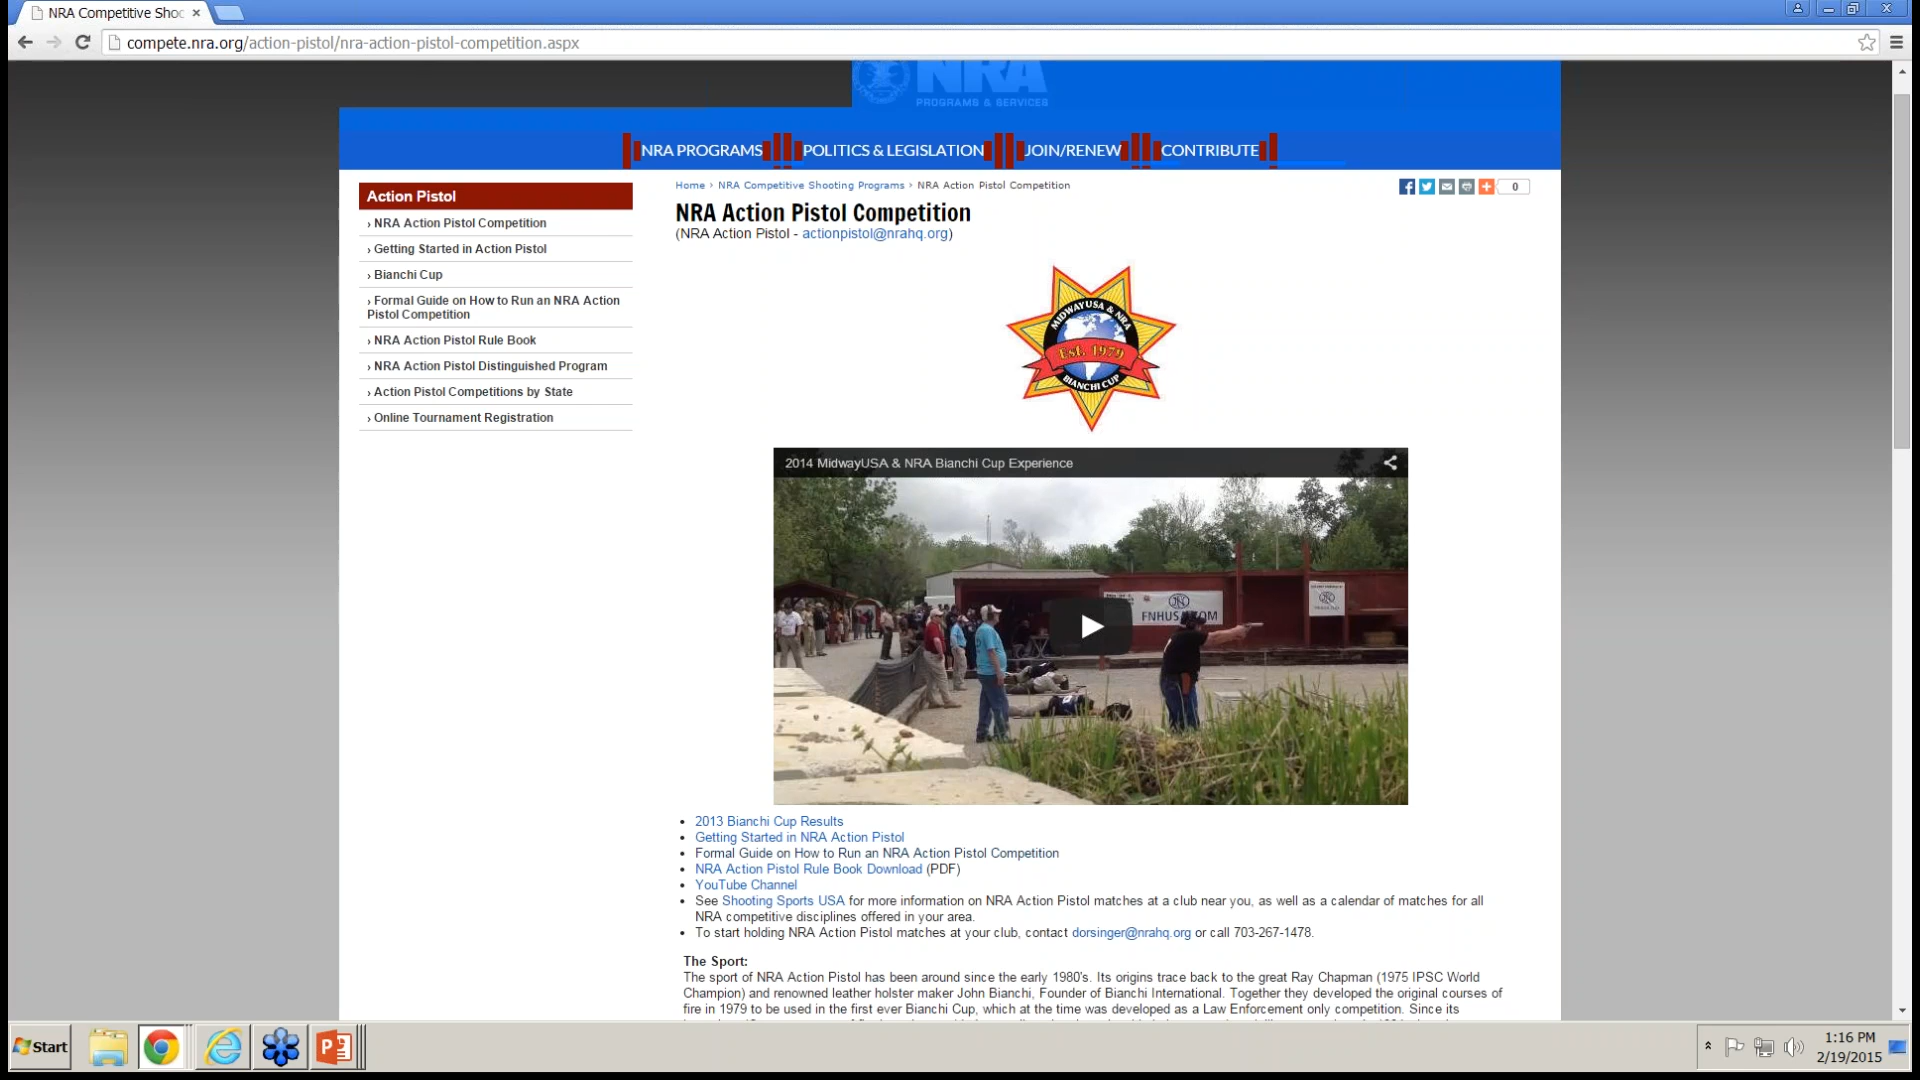 NRA Competitive Shoo
compete.nra.org/action-pistol/nra-action-pistol-competition.aspx
NRA
PROGRAMS & SERVICES
NRA PROGRAMS POLITICS & LEGISLATION JOIN/RENEW CONTRIBUTE
Action Pistol
› NRA Action Pistol Competition
› Getting Started in Action Pistol
› Bianchi Cup
› Formal Guide on How to Run an NRA Action
Pistol Competition
› NRA Action Pistol Rule Book
› NRA Action Pistol Distinguished Program
› Action Pistol Competitions by State
› Online Tournament Registration
Home › NRA Competitive Shooting Programs › NRA Action Pistol Competition
0
NRA Action Pistol Competition
(NRA Action Pistol - actionpistol@nrahq.org)
MIDWAYUSA & NRA
Est. 1979
BIANCHI CUP
2014 MidwayUSA & NRA Bianchi Cup Experience
• 2013 Bianchi Cup Results
• Getting Started in NRA Action Pistol
• Formal Guide on How to Run an NRA Action Pistol Competition
• NRA Action Pistol Rule Book Download (PDF)
• YouTube Channel
• See Shooting Sports USA for more information on NRA Action Pistol matches at a club near you, as well as a calendar of matches for all
NRA competitive disciplines offered in your area.
• To start holding NRA Action Pistol matches at your club, contact dorsinger@nrahq.org or call 703-267-1478.
The Sport:
The sport of NRA Action Pistol has been around since the early 1980's. Its origins trace back to the great Ray Chapman (1975 IPSC World
Champion) and renowned leather holster maker John Bianchi, Founder of Bianchi International. Together they developed the original courses of
fire in 1979 to be used in the first ever Bianchi Cup, which at the time was developed as a Law Enforcement only competition. Since its
Start
1:16 PM
2/19/2015